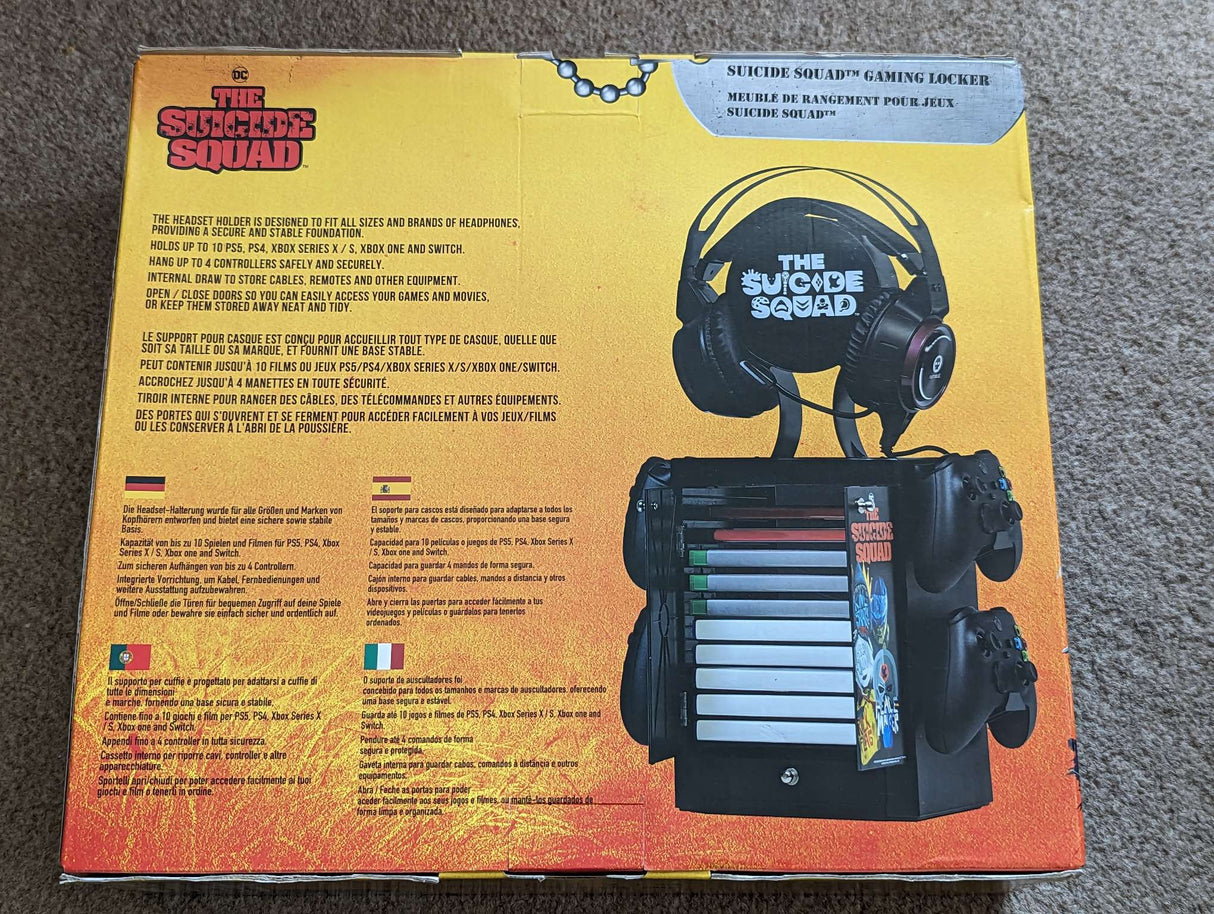 DC
THE
SUICIDE
SQUAD™
SUICIDE SQUAD™ GAMING LOCKER
MEUBLE DE RANGEMENT POUR JEUX
SUICIDE SQUAD™
THE HEADSET HOLDER IS DESIGNED TO FIT ALL SIZES AND BRANDS OF HEADPHONES,
PROVIDING A SECURE AND STABLE FOUNDATION.
HOLDS UP TO 10 PS5, PS4, XBOX SERIES X / S, XBOX ONE AND SWITCH.
HANG UP TO 4 CONTROLLERS SAFELY AND SECURELY.
INTERNAL DRAW TO STORE CABLES, REMOTES AND OTHER EQUIPMENT.
OPEN / CLOSE DOORS SO YOU CAN EASILY ACCESS YOUR GAMES AND MOVIES,
OR KEEP THEM STORED AWAY NEAT AND TIDY.
LE SUPPORT POUR CASQUE EST CONÇU POUR ACCUEILLIR TOUT TYPE DE CASQUE, QUELLE QUE
SOIT SA TAILLE OU SA MARQUE, ET FOURNIT UNE BASE STABLE.
PEUT CONTENIR JUSQU'À 10 FILMS OU JEUX PS5/PS4/XBOX SERIES X/S/XBOX ONE/SWITCH.
ACCROCHEZ JUSQU'À 4 MANETTES EN TOUTE SÉCURITÉ.
TIROIR INTERNE POUR RANGER DES CÂBLES, DES TÉLÉCOMMANDES ET AUTRES ÉQUIPEMENTS.
DES PORTES QUI S'OUVRENT ET SE FERMENT POUR ACCÉDER FACILEMENT À VOS JEUX/FILMS
OU LES CONSERVER À L'ABRI DE LA POUSSIÈRE.
THE
SUICIDE
SQUAD™
THE
SUICIDE
SQUAD
Die Headset-Halterung wurde für alle Größen und Marken von
Kopfhörern entworfen und bietet eine sichere sowie stabile
Basis.
Kapazität von bis zu 10 Spielen und Filmen für PS5, PS4, Xbox
Series X / S, Xbox one and Switch.
Zum sicheren Aufhängen von bis zu 4 Controllern.
Integrierte Vorrichtung, um Kabel, Fernbedienungen und
weitere Ausstattung aufzubewahren.
Öffne/Schließe die Türen für bequemen Zugriff auf deine Spiele
und Filme oder bewahre sie einfach sicher und ordentlich auf.
El soporte para cascos está diseñado para adaptarse a todos los
tamaños y marcas de cascos, proporcionando una base segura
y estable.
Capacidad para 10 películas o juegos de PS5, PS4, Xbox Series X
/ S, Xbox one and Switch.
Capacidad para guardar 4 mandos de forma segura.
Cajón interno para guardar cables, mandos a distancia y otros
dispositivos.
Abre y cierra las puertas para acceder fácilmente a tus
videojuegos y películas o guárdalos para tenerlos
ordenados.
Il supporto per cuffie è progettato per adattarsi a cuffie di
tutte le dimensioni
e marche, fornendo una base sicura e stabile.
Contiene fino a 10 giochi e film per PS5, PS4, Xbox Series X
/ S, Xbox one and Switch.
Appendi fino a 4 controller in tutta sicurezza.
Cassetto interno per riporre cavi, controller e altre
apparecchiature.
Sportelli apri/chiudi per poter accedere facilmente ai tuoi
giochi e film o tenerli in ordine.
O suporte de auscultadores foi
concebido para todos os tamanhos e marcas de auscultadores, oferecendo
uma base segura e estável.
Guarda até 10 jogos e filmes de PS5, PS4, Xbox Series X / S, Xbox one and
Switch.
Pendure até 4 comandos de forma
segura e protegida.
Gaveta interna para guardar cabos, comandos à distância e outros
equipamentos.
Abra / Feche as portas para poder
aceder facilmente aos seus jogos e filmes, ou mantê-los guardados de
forma limpa e organizada.